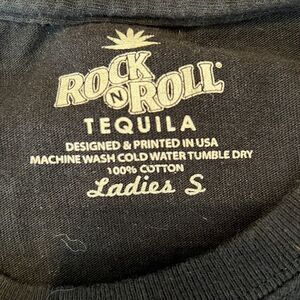 ROCK
N ROLL®
TEQUILA
DESIGNED & PRINTED IN USA
MACHINE WASH COLD WATER TUMBLE DRY
100% COTTON
Ladies S